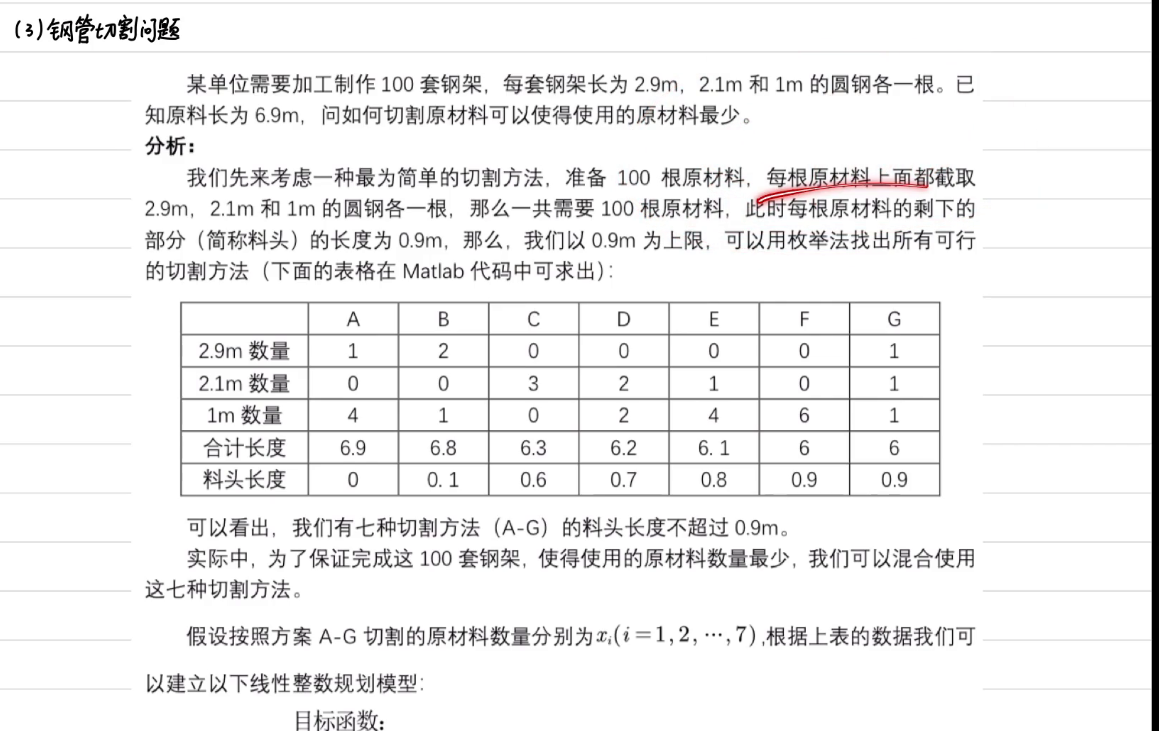 (3)钢管切割问题
某单位需要加工制作 100 套钢架，每套钢架长为 2.9m，2.1m 和 1m 的圆钢各一根。已
知原料长为 6.9m，问如何切割原材料可以使得使用的原材料最少。
分析：
我们先来考虑一种最为简单的切割方法，准备 100 根原材料，每根原材料上面都截取
2.9m，2.1m 和 1m 的圆钢各一根，那么一共需要 100 根原材料，此时每根原材料的剩下的
部分（简称料头）的长度为 0.9m，那么，我们以 0.9m 为上限，可以用枚举法找出所有可行
的切割方法（下面的表格在 Matlab 代码中可求出）：
A B C D E F G
2.9m 数量 1 2 0 0 0 0 1
2.1m 数量 0 0 3 2 1 0 1
1m 数量 4 1 0 2 4 6 1
合计长度 6.9 6.8 6.3 6.2 6. 1 6 6
料头长度 0 0. 1 0.6 0.7 0.8 0.9 0.9
可以看出，我们有七种切割方法（A-G）的料头长度不超过 0.9m。
实际中，为了保证完成这 100 套钢架，使得使用的原材料数量最少，我们可以混合使用
这七种切割方法。
假设按照方案 A-G 切割的原材料数量分别为 xᵢ(i=1, 2, ⋯, 7) ,根据上表的数据我们可
以建立以下线性整数规划模型:
目标函数: